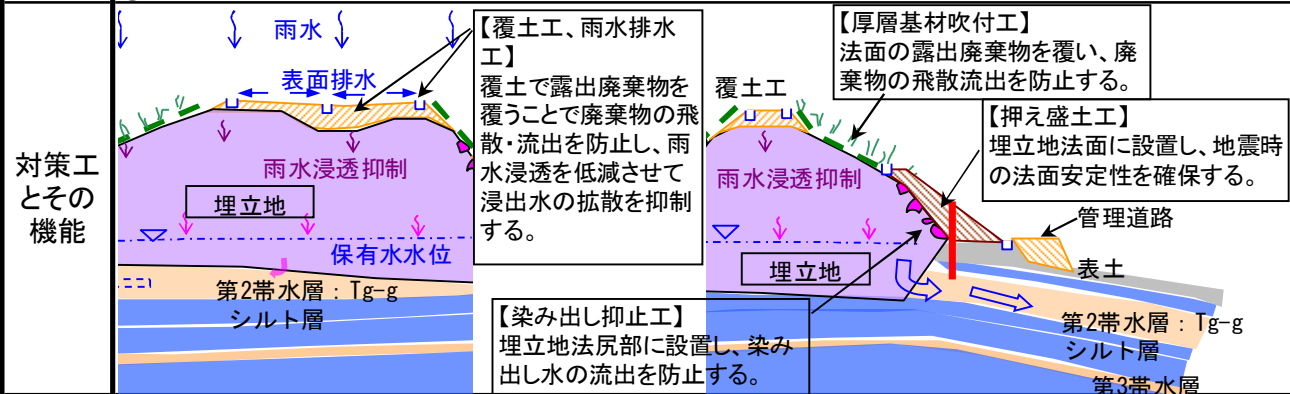 対策工
とその
機能
雨水
表面排水
雨水浸透抑制
埋立地
保有水水位
第2帯水層：Tg-g
シルト層
【覆土工、雨水排水
工】
覆土で露出廃棄物を
覆うことで廃棄物の飛
散・流出を防止し、雨
水浸透を低減させて
浸出水の拡散を抑制
する。
【厚層基材吹付工】
法面の露出廃棄物を覆い、廃
棄物の飛散流出を防止する。
覆土工
【押え盛土工】
埋立地法面に設置し、地震時
の法面安定性を確保する。
雨水浸透抑制
管理道路
埋立地
表土
【染み出し抑止工】
埋立地法尻部に設置し、染み
出し水の流出を防止する。
第2帯水層：Tg-g
シルト層
第3帯水層